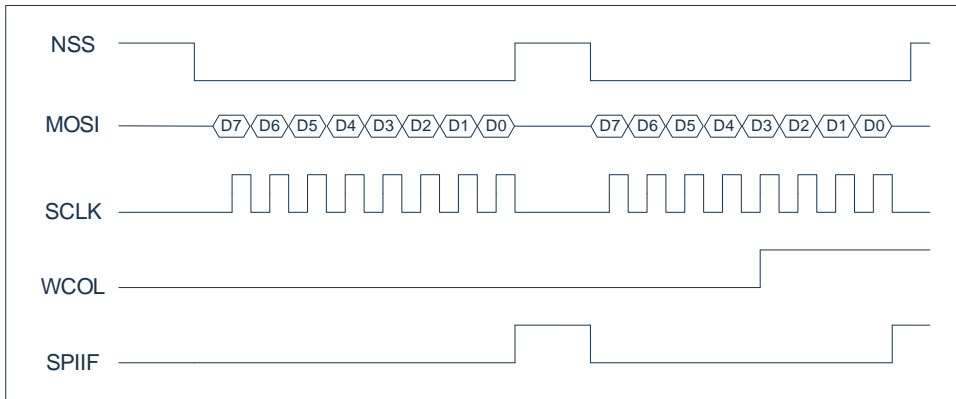 NSS
MOSI D7 D6 D5 D4 D3 D2 D1 D0 D7 D6 D5 D4 D3 D2 D1 D0
SCLK
WCOL
SPIIF